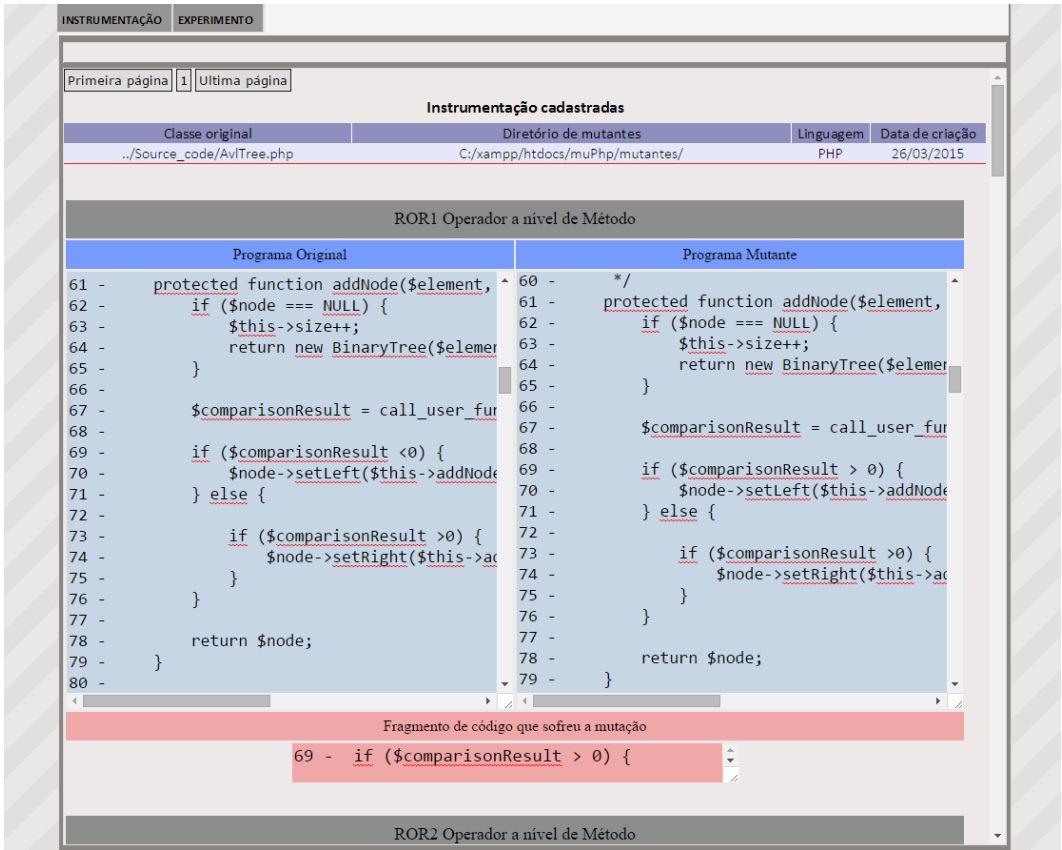 INSTRUMENTAÇÃO EXPERIMENTO
Primeira página 1 Ultima página
Instrumentação cadastradas
Classe original Diretório de mutantes Linguagem Data de criação
../Source_code/AvlTree.php C:/xampp/htdocs/muPhp/mutantes/ PHP 26/03/2015
ROR1 Operador a nivel de Método
Programa Original
61 - protected function addNode($element,
62 - if ($node === NULL) {
63 - $this->size++;
64 - return new BinaryTree($elemen
65 - }
66 -
67 - $comparisonResult = call_user_fun
68 -
69 - if ($comparisonResult <0) {
70 - $node->setLeft($this->addNode
71 - } else {
72 -
73 - if ($comparisonResult >0) {
74 - $node->setRight($this->ad
75 - }
76 - }
77 -
78 - return $node;
79 - }
80 -
Programa Mutante
60 - */
61 - protected function addNode($element,
62 - if ($node === NULL) {
63 - $this->size++;
64 - return new BinaryTree($elemen
65 - }
66 -
67 - $comparisonResult = call_user_fun
68 -
69 - if ($comparisonResult > 0) {
70 - $node->setLeft($this->addNode
71 - } else {
72 -
73 - if ($comparisonResult >0) {
74 - $node->setRight($this->ad
75 - }
76 - }
77 -
78 - return $node;
79 - }
Fragmento de código que sofreu a mutação
69 - if ($comparisonResult > 0) {
ROR2 Operador a nivel de Método